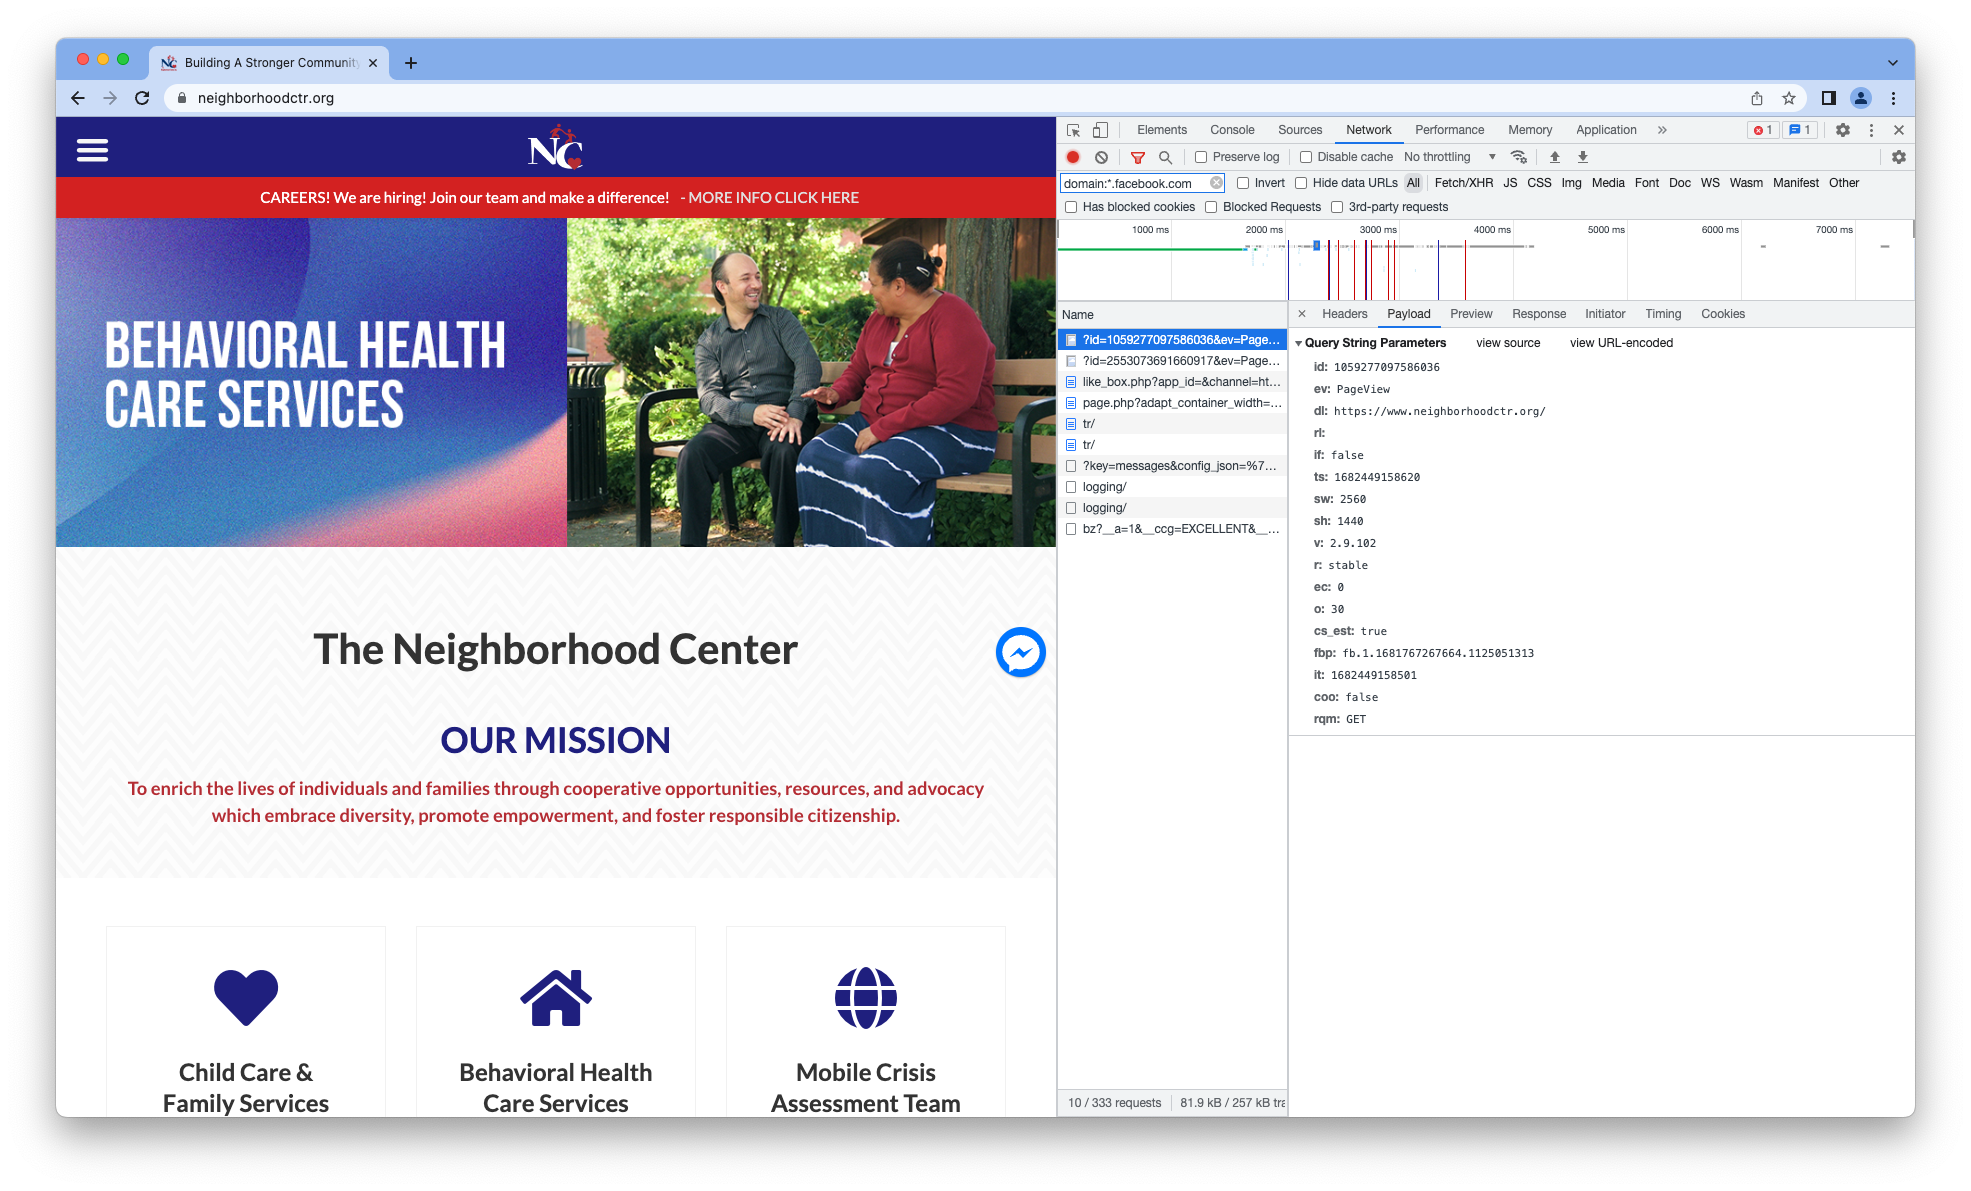 Building A Stronger Community
neighborhoodctr.org
NC
CAREERS! We are hiring! Join our team and make a difference! - MORE INFO CLICK HERE
BEHAVIORAL HEALTH
CARE SERVICES
The Neighborhood Center
OUR MISSION
To enrich the lives of individuals and families through cooperative opportunities, resources, and advocacy
which embrace diversity, promote empowerment, and foster responsible citizenship.
Child Care &
Family Services
Behavioral Health
Care Services
Mobile Crisis
Assessment Team
Elements Console Sources Network Performance Memory Application » 1 1
Preserve log Disable cache No throttling
domain:*.facebook.com Invert Hide data URLs All Fetch/XHR JS CSS Img Media Font Doc WS Wasm Manifest Other
Has blocked cookies Blocked Requests 3rd-party requests
1000 ms 2000 ms 3000 ms 4000 ms 5000 ms 6000 ms 7000 ms
Name
?id=1059277097586036&ev=Page...
?id=2553073691660917&ev=Page...
like_box.php?app_id=&channel=ht...
page.php?adapt_container_width=...
tr/
tr/
?key=messages&config_json=%7...
logging/
logging/
bz?__a=1&__ccg=EXCELLENT&__...
10 / 333 requests 81.9 kB / 257 kB tra
Headers Payload Preview Response Initiator Timing Cookies
Query String Parameters view source view URL-encoded
id: 1059277097586036
ev: PageView
dl: https://www.neighborhoodctr.org/
rl:
if: false
ts: 1682449158620
sw: 2560
sh: 1440
v: 2.9.102
r: stable
ec: 0
o: 30
cs_est: true
fbp: fb.1.1681767267664.1125051313
it: 1682449158501
coo: false
rqm: GET